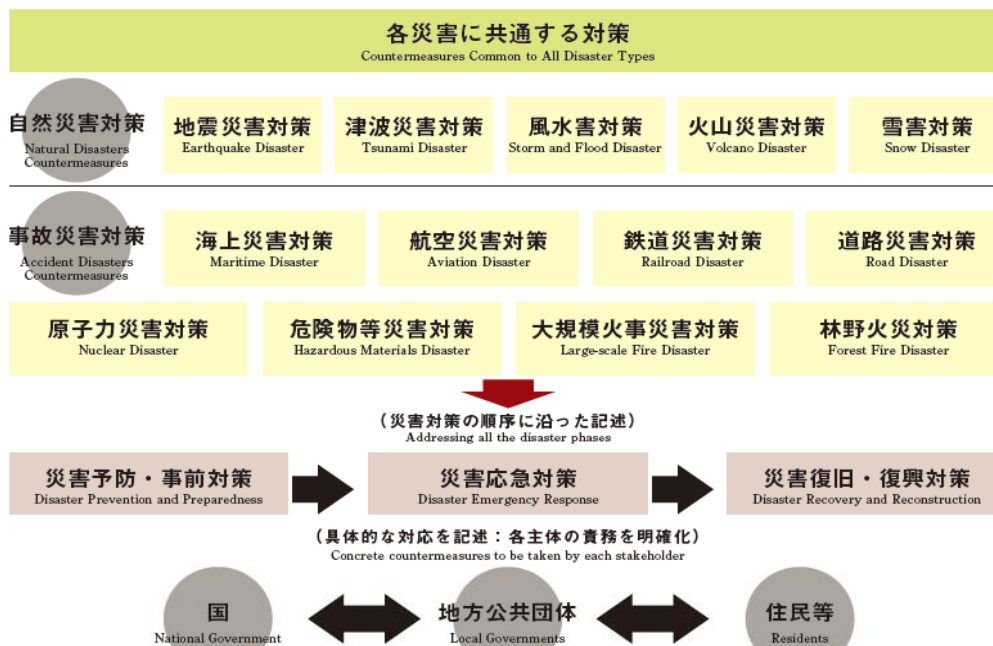 各災害に共通する対策
Countermeasures Common to All Disaster Types
自然災害対策
Natural Disasters
Countermeasures
地震災害対策
Earthquake Disaster
津波災害対策
Tsunami Disaster
風水害対策
Storm and Flood Disaster
火山災害対策
Volcano Disaster
雪害対策
Snow Disaster
事故災害対策
Accident Disasters
Countermeasures
海上災害対策
Maritime Disaster
航空災害対策
Aviation Disaster
鉄道災害対策
Railroad Disaster
道路災害対策
Road Disaster
原子力災害対策
Nuclear Disaster
危険物等災害対策
Hazardous Materials Disaster
大規模火事災害対策
Large-scale Fire Disaster
林野火災対策
Forest Fire Disaster
（災害対策の順序に沿った記述）
Addressing all the disaster phases
災害予防・事前対策
Disaster Prevention and Preparedness
災害応急対策
Disaster Emergency Response
災害復旧・復興対策
Disaster Recovery and Reconstruction
（具体的な対応を記述：各主体の責務を明確化）
Concrete countermeasures to be taken by each stakeholder
国
National Government
地方公共団体
Local Governments
住民等
Residents